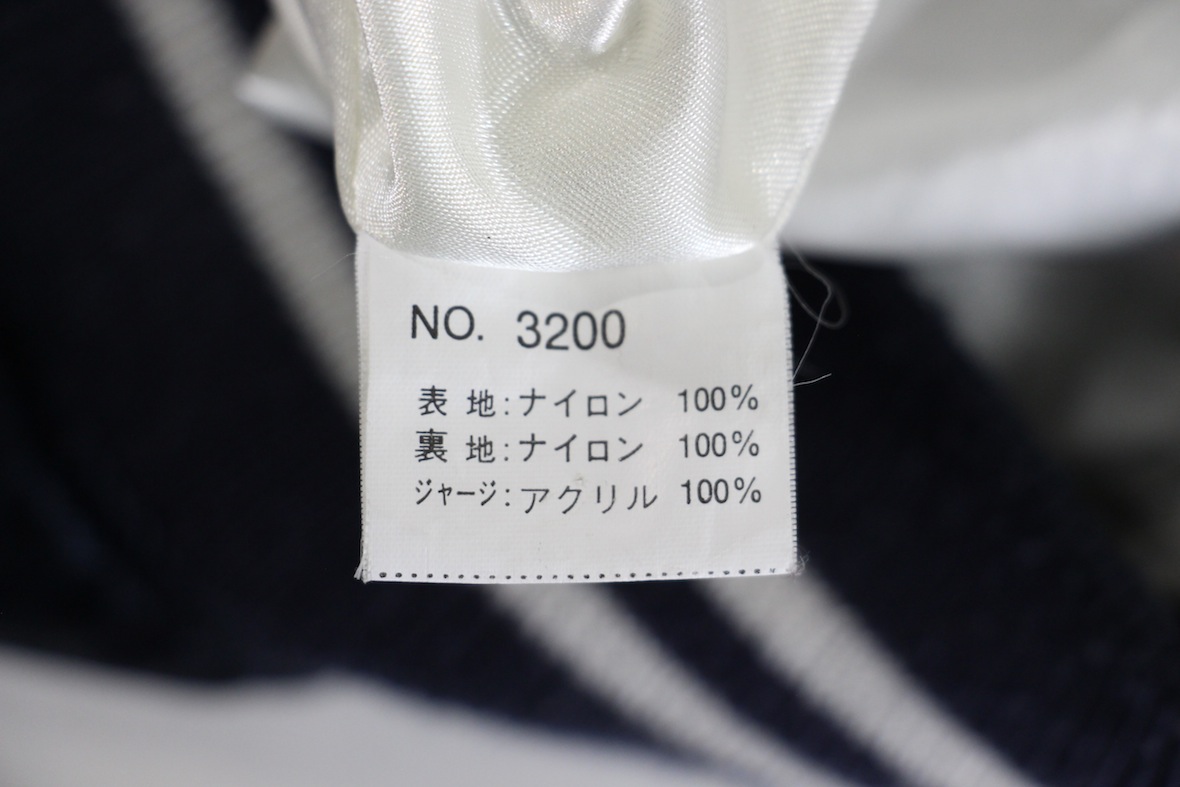 NO. 3200
表 地:ナイロン 100%
裏 地:ナイロン 100%
ジャージ:アクリル 100%